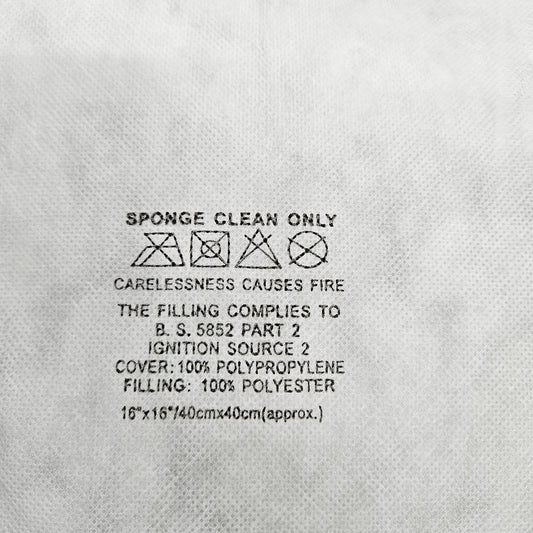 SPONGE CLEAN ONLY
CARELESSNESS CAUSES FIRE
THE FILLING COMPLIES TO
B. S. 5852 PART 2
IGNITION SOURCE 2
COVER: 100% POLYPROPYLENE
FILLING: 100% POLYESTER
16"x16"/40cmx40cm(approx.)